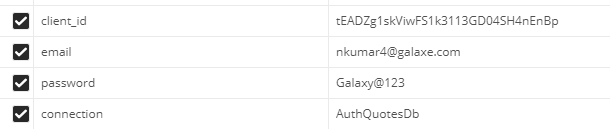 client_id tEADZg1skViwFS1k3113GD04SH4nEnBp
email nkumar4@galaxe.com
password Galaxy@123
connection AuthQuotesDb